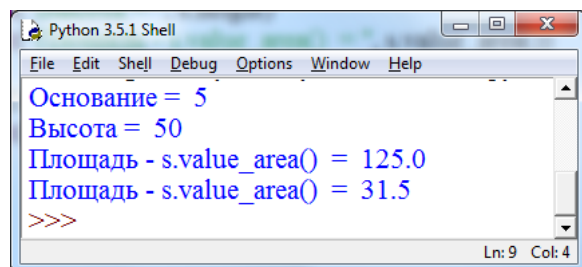 Python 3.5.1 Shell
File Edit Shell Debug Options Window Help
Основание = 5
Высота = 50
Площадь - s.value_area() = 125.0
Площадь - s.value_area() = 31.5
>>>
Ln: 9 Col: 4